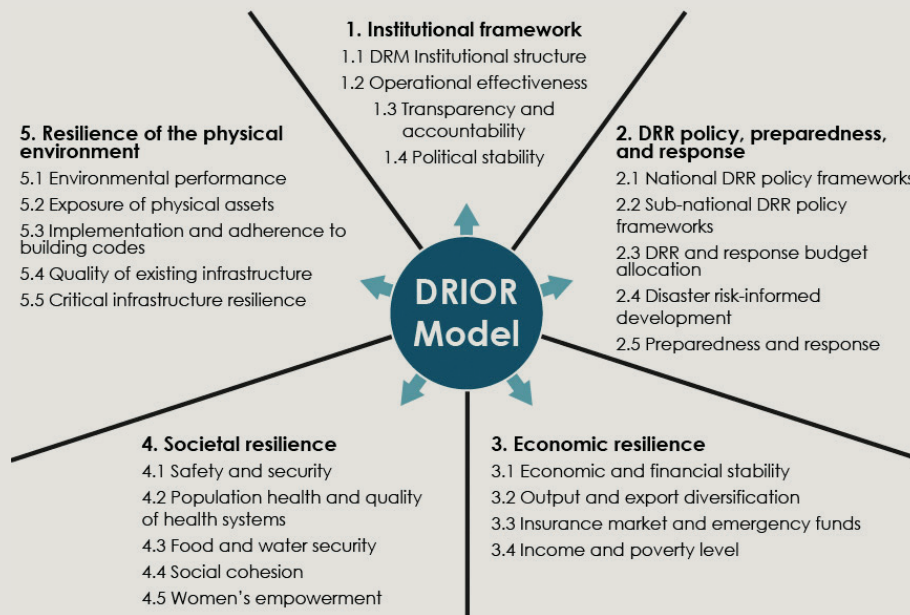 1. Institutional framework
1.1 DRM Institutional structure
1.2 Operational effectiveness
1.3 Transparency and
accountability
1.4 Political stability
2. DRR policy, preparedness,
and response
2.1 National DRR policy frameworks
2.2 Sub-national DRR policy
frameworks
2.3 DRR and response budget
allocation
2.4 Disaster risk-informed
development
2.5 Preparedness and response
3. Economic resilience
3.1 Economic and financial stability
3.2 Output and export diversification
3.3 Insurance market and emergency funds
3.4 Income and poverty level
4. Societal resilience
4.1 Safety and security
4.2 Population health and quality
of health systems
4.3 Food and water security
4.4 Social cohesion
4.5 Women's empowerment
5. Resilience of the physical
environment
5.1 Environmental performance
5.2 Exposure of physical assets
5.3 Implementation and adherence to
building codes
5.4 Quality of existing infrastructure
5.5 Critical infrastructure resilience
DRIOR
Model